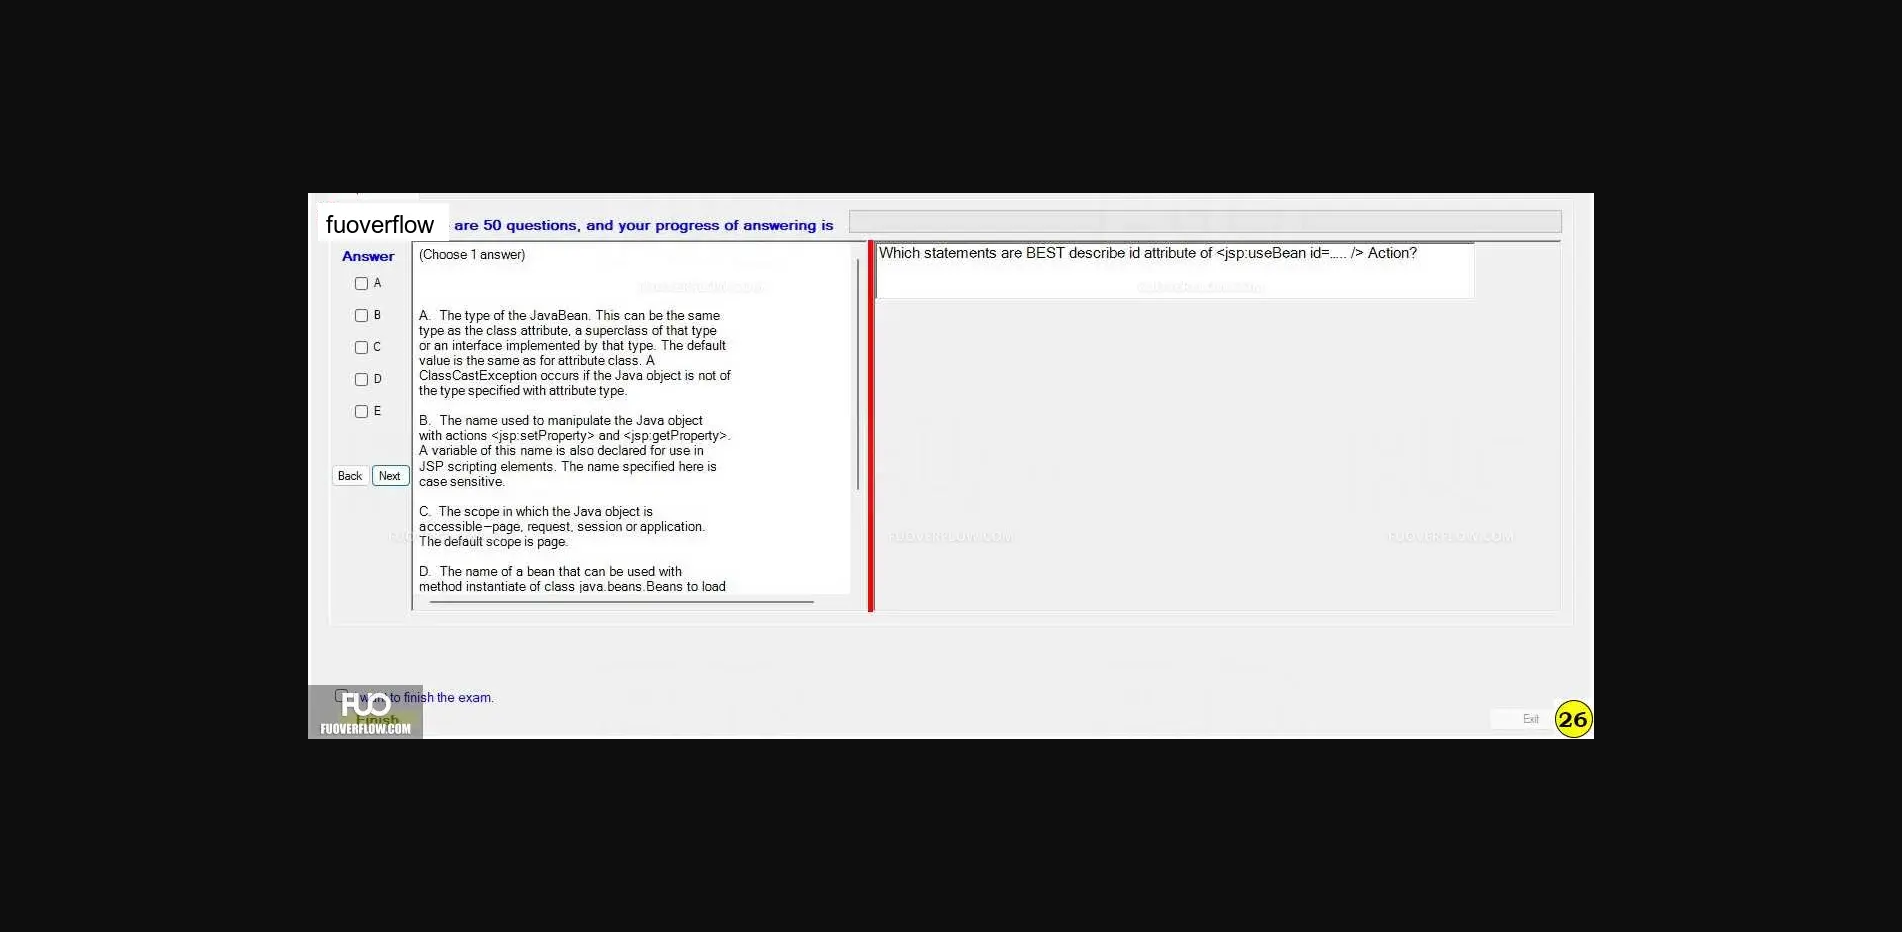 fuoverflow are 50 questions, and your progress of answering is
Answer
A
B
C
D
E
Back Next
(Choose 1 answer)
A. The type of the JavaBean. This can be the same
type as the class attribute, a superclass of that type
or an interface implemented by that type. The default
value is the same as for attribute class. A
ClassCastException occurs if the Java object is not of
the type specified with attribute type.
B. The name used to manipulate the Java object
with actions <jsp:setProperty> and <jsp:getProperty>.
A variable of this name is also declared for use in
JSP scripting elements. The name specified here is
case sensitive.
C. The scope in which the Java object is
accessible—page, request, session or application.
The default scope is page.
D. The name of a bean that can be used with
method instantiate of class java.beans.Beans to load
Which statements are BEST describe id attribute of <jsp:useBean id=..... /> Action?
FUOVERFLOW.COM
FUOVERFLOW.COM
want to finish the exam.
FUO
Finish
FUOVERFLOW.COM
Exit
26